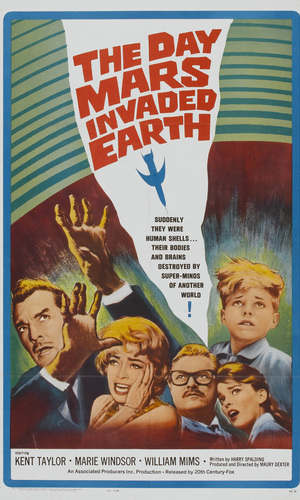 THE DAY
MARS
INVADED
EARTH
SUDDENLY
THEY WERE
HUMAN SHELLS...
THEIR BODIES
AND BRAINS
DESTROYED BY
SUPER-MINDS
OF ANOTHER
WORLD
!
starring
KENT TAYLOR · MARIE WINDSOR · WILLIAM MIMS · Written by HARRY SPALDING
Produced and Directed by MAURY DEXTER
An Associated Producers Inc. Production · Released by 20th Century-Fox